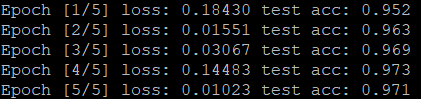 Epoch [1/5] loss: 0.18430 test acc: 0.952
Epoch [2/5] loss: 0.01551 test acc: 0.963
Epoch [3/5] loss: 0.03067 test acc: 0.969
Epoch [4/5] loss: 0.14483 test acc: 0.973
Epoch [5/5] loss: 0.01023 test acc: 0.971